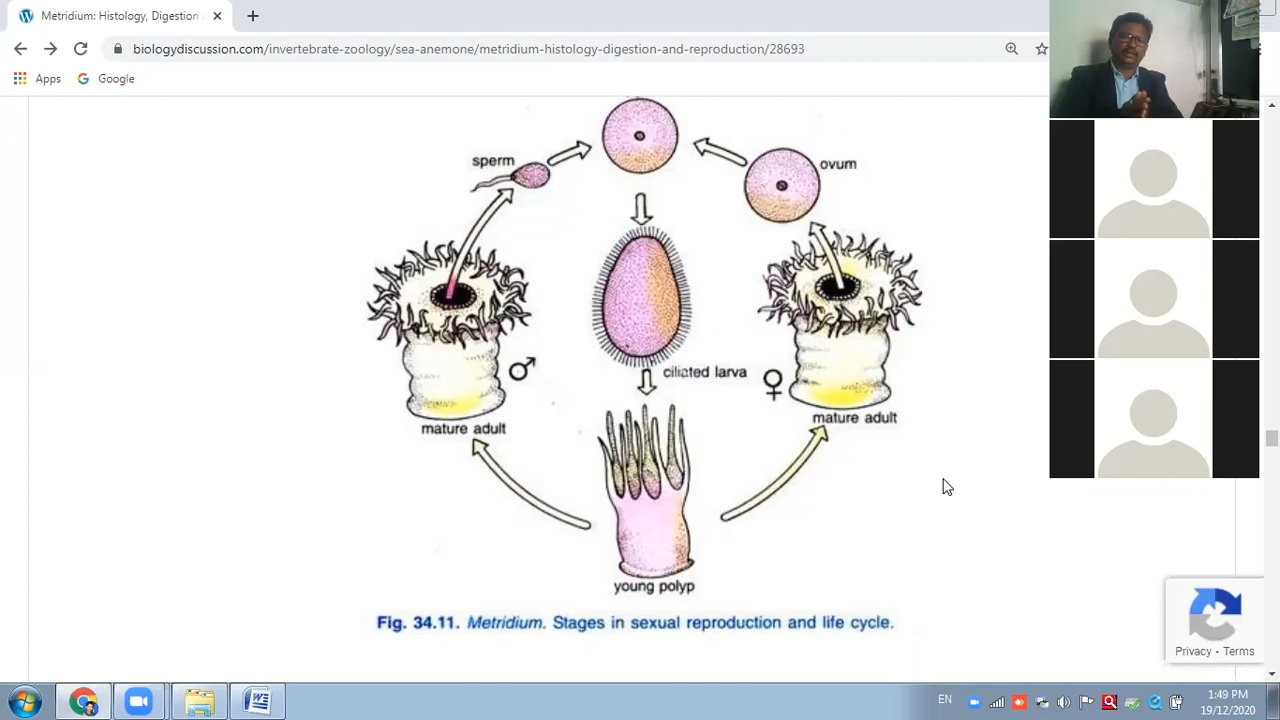 Metridium: Histology, Digestion
biologydiscussion.com/invertebrate-zoology/sea-anemone/metridium-histology-digestion-and-reproduction/28693
Apps
Google
sperm
ovum
ciliated larva
mature adult
mature adult
young polyp
Fig. 34.11. Metridium. Stages in sexual reproduction and life cycle.
Privacy - Terms
EN
1:49 PM
19/12/2020